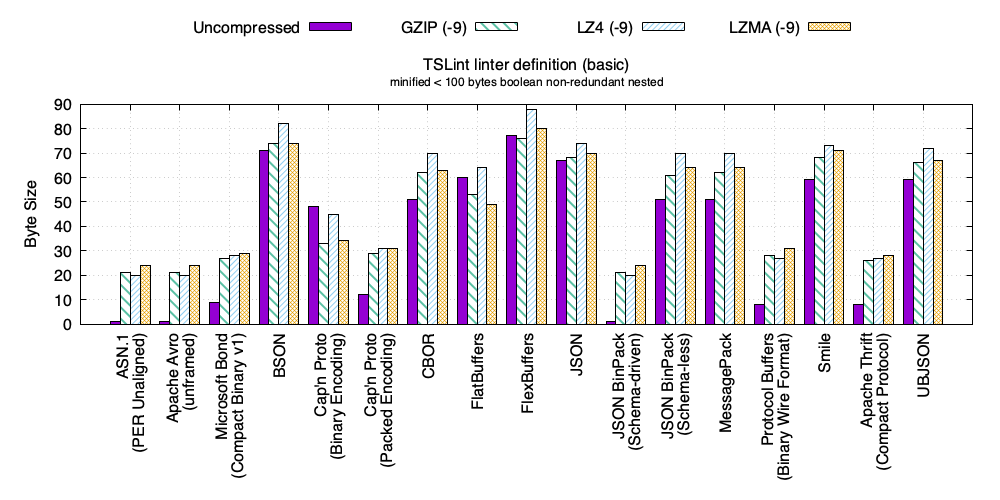 Uncompressed GZIP (-9) LZ4 (-9) LZMA (-9)
TSLint linter definition (basic)
minified < 100 bytes boolean non-redundant nested
Byte Size
90
80
70
60
50
40
30
20
10
0
ASN.1
(PER Unaligned)
Apache Avro
(unframed)
Microsoft Bond
(Compact Binary v1)
BSON
Cap'n Proto
(Binary Encoding)
Cap'n Proto
(Packed Encoding)
CBOR
FlatBuffers
FlexBuffers
JSON
JSON BinPack
(Schema-driven)
JSON BinPack
(Schema-less)
MessagePack
Protocol Buffers
(Binary Wire Format)
Smile
Apache Thrift
(Compact Protocol)
UBJSON